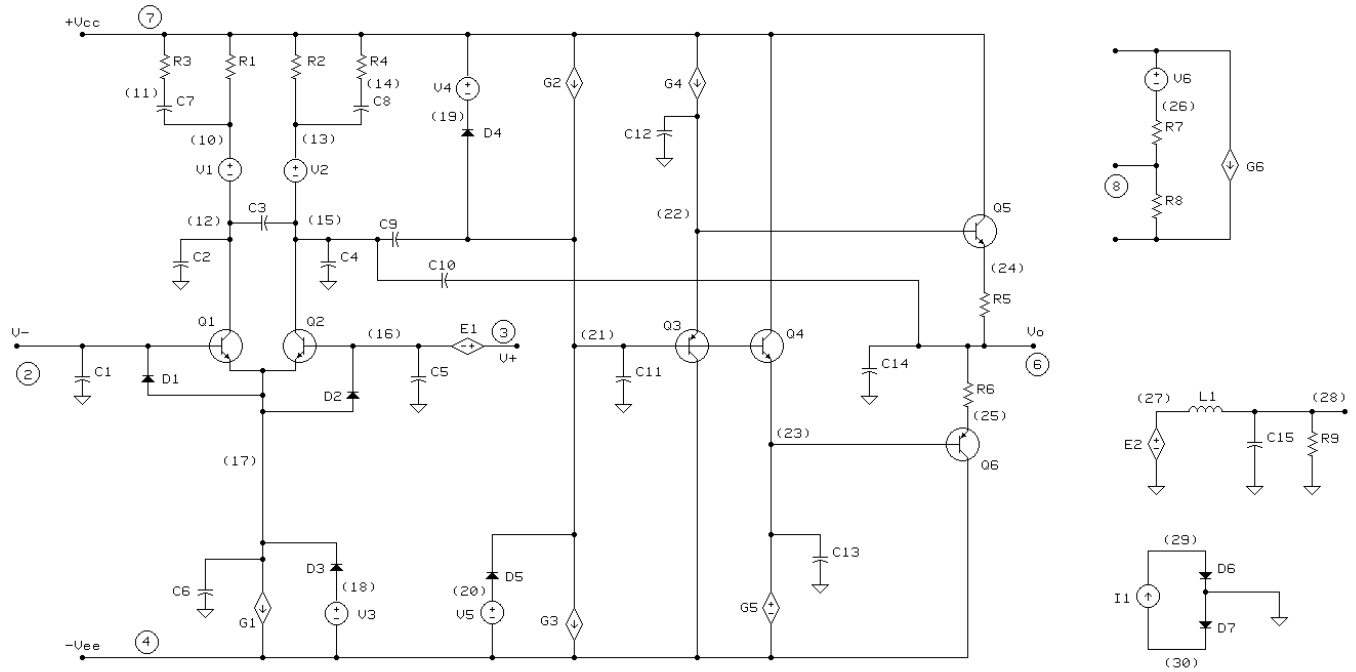 +Vcc 7
R3 R1 R2 R4
(11) C7 (14) C8
V4 (19) D4
G2 G4 C12
V6 (26) R7 R8 G6 8
(10) (13)
V1 V2
(12) C3 (15) C9
C2 C4 C10
(22) Q5
(24) R5
V- Q1 Q2 (16) E1 3 V+
(21) Q3 Q4 Vo
2 C1 D1 D2 C5 C11 C14 6
R6
(25)
(27) L1 (28)
E2 C15 R9
(17) (23) Q6
C6 G1 D3 (18) V3
(20) D5 V5 G3 G5 C13
(29) D6
I1 D7
(30)
-Vee 4